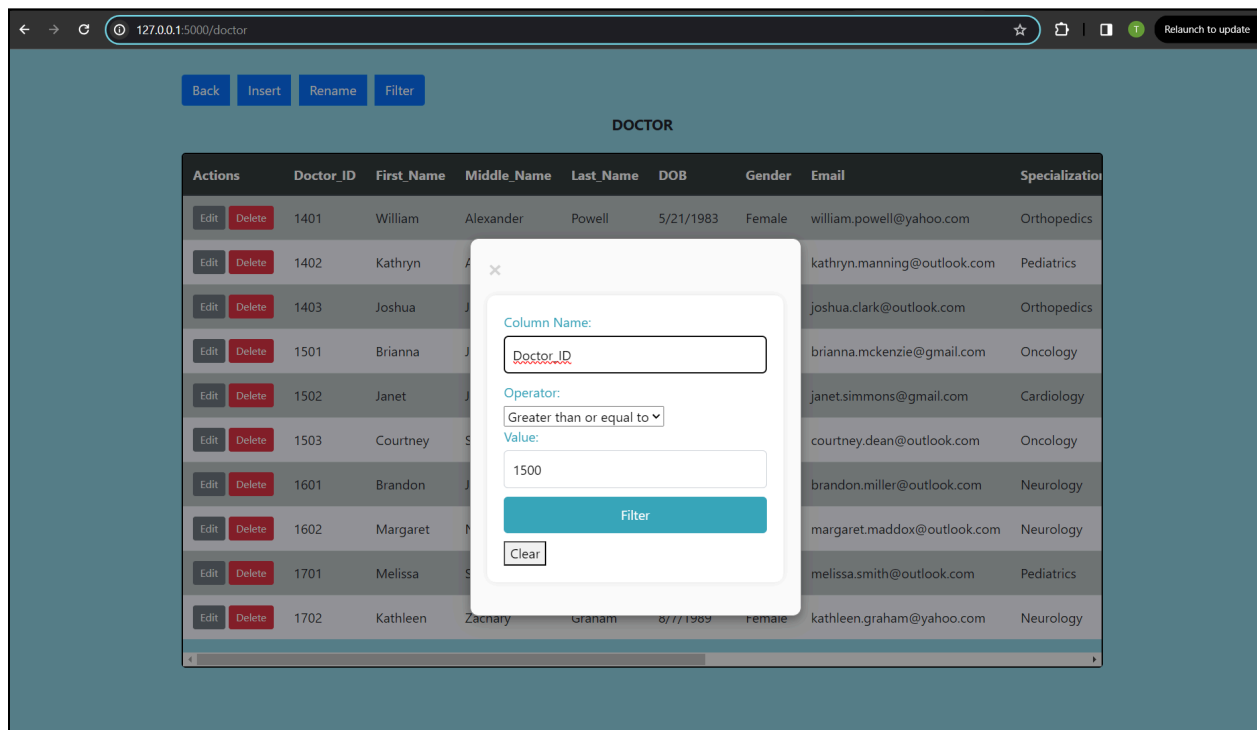 127.0.0.1:5000/doctor T Relaunch to update
Back Insert Rename Filter
DOCTOR
Actions Doctor_ID First_Name Middle_Name Last_Name DOB Gender Email Specialization
Edit Delete 1401 William Alexander Powell 5/21/1983 Female william.powell@yahoo.com Orthopedics
Edit Delete 1402 Kathryn kathryn.manning@outlook.com Pediatrics
Edit Delete 1403 Joshua joshua.clark@outlook.com Orthopedics
Edit Delete 1501 Brianna brianna.mckenzie@gmail.com Oncology
Edit Delete 1502 Janet janet.simmons@gmail.com Cardiology
Edit Delete 1503 Courtney courtney.dean@outlook.com Oncology
Edit Delete 1601 Brandon brandon.miller@outlook.com Neurology
Edit Delete 1602 Margaret margaret.maddox@outlook.com Neurology
Edit Delete 1701 Melissa melissa.smith@outlook.com Pediatrics
Edit Delete 1702 Kathleen Zachary Graham 8/7/1989 Female kathleen.graham@yahoo.com Neurology
×
Column Name:
Doctor_ID
Operator:
Greater than or equal to
Value:
1500
Filter
Clear